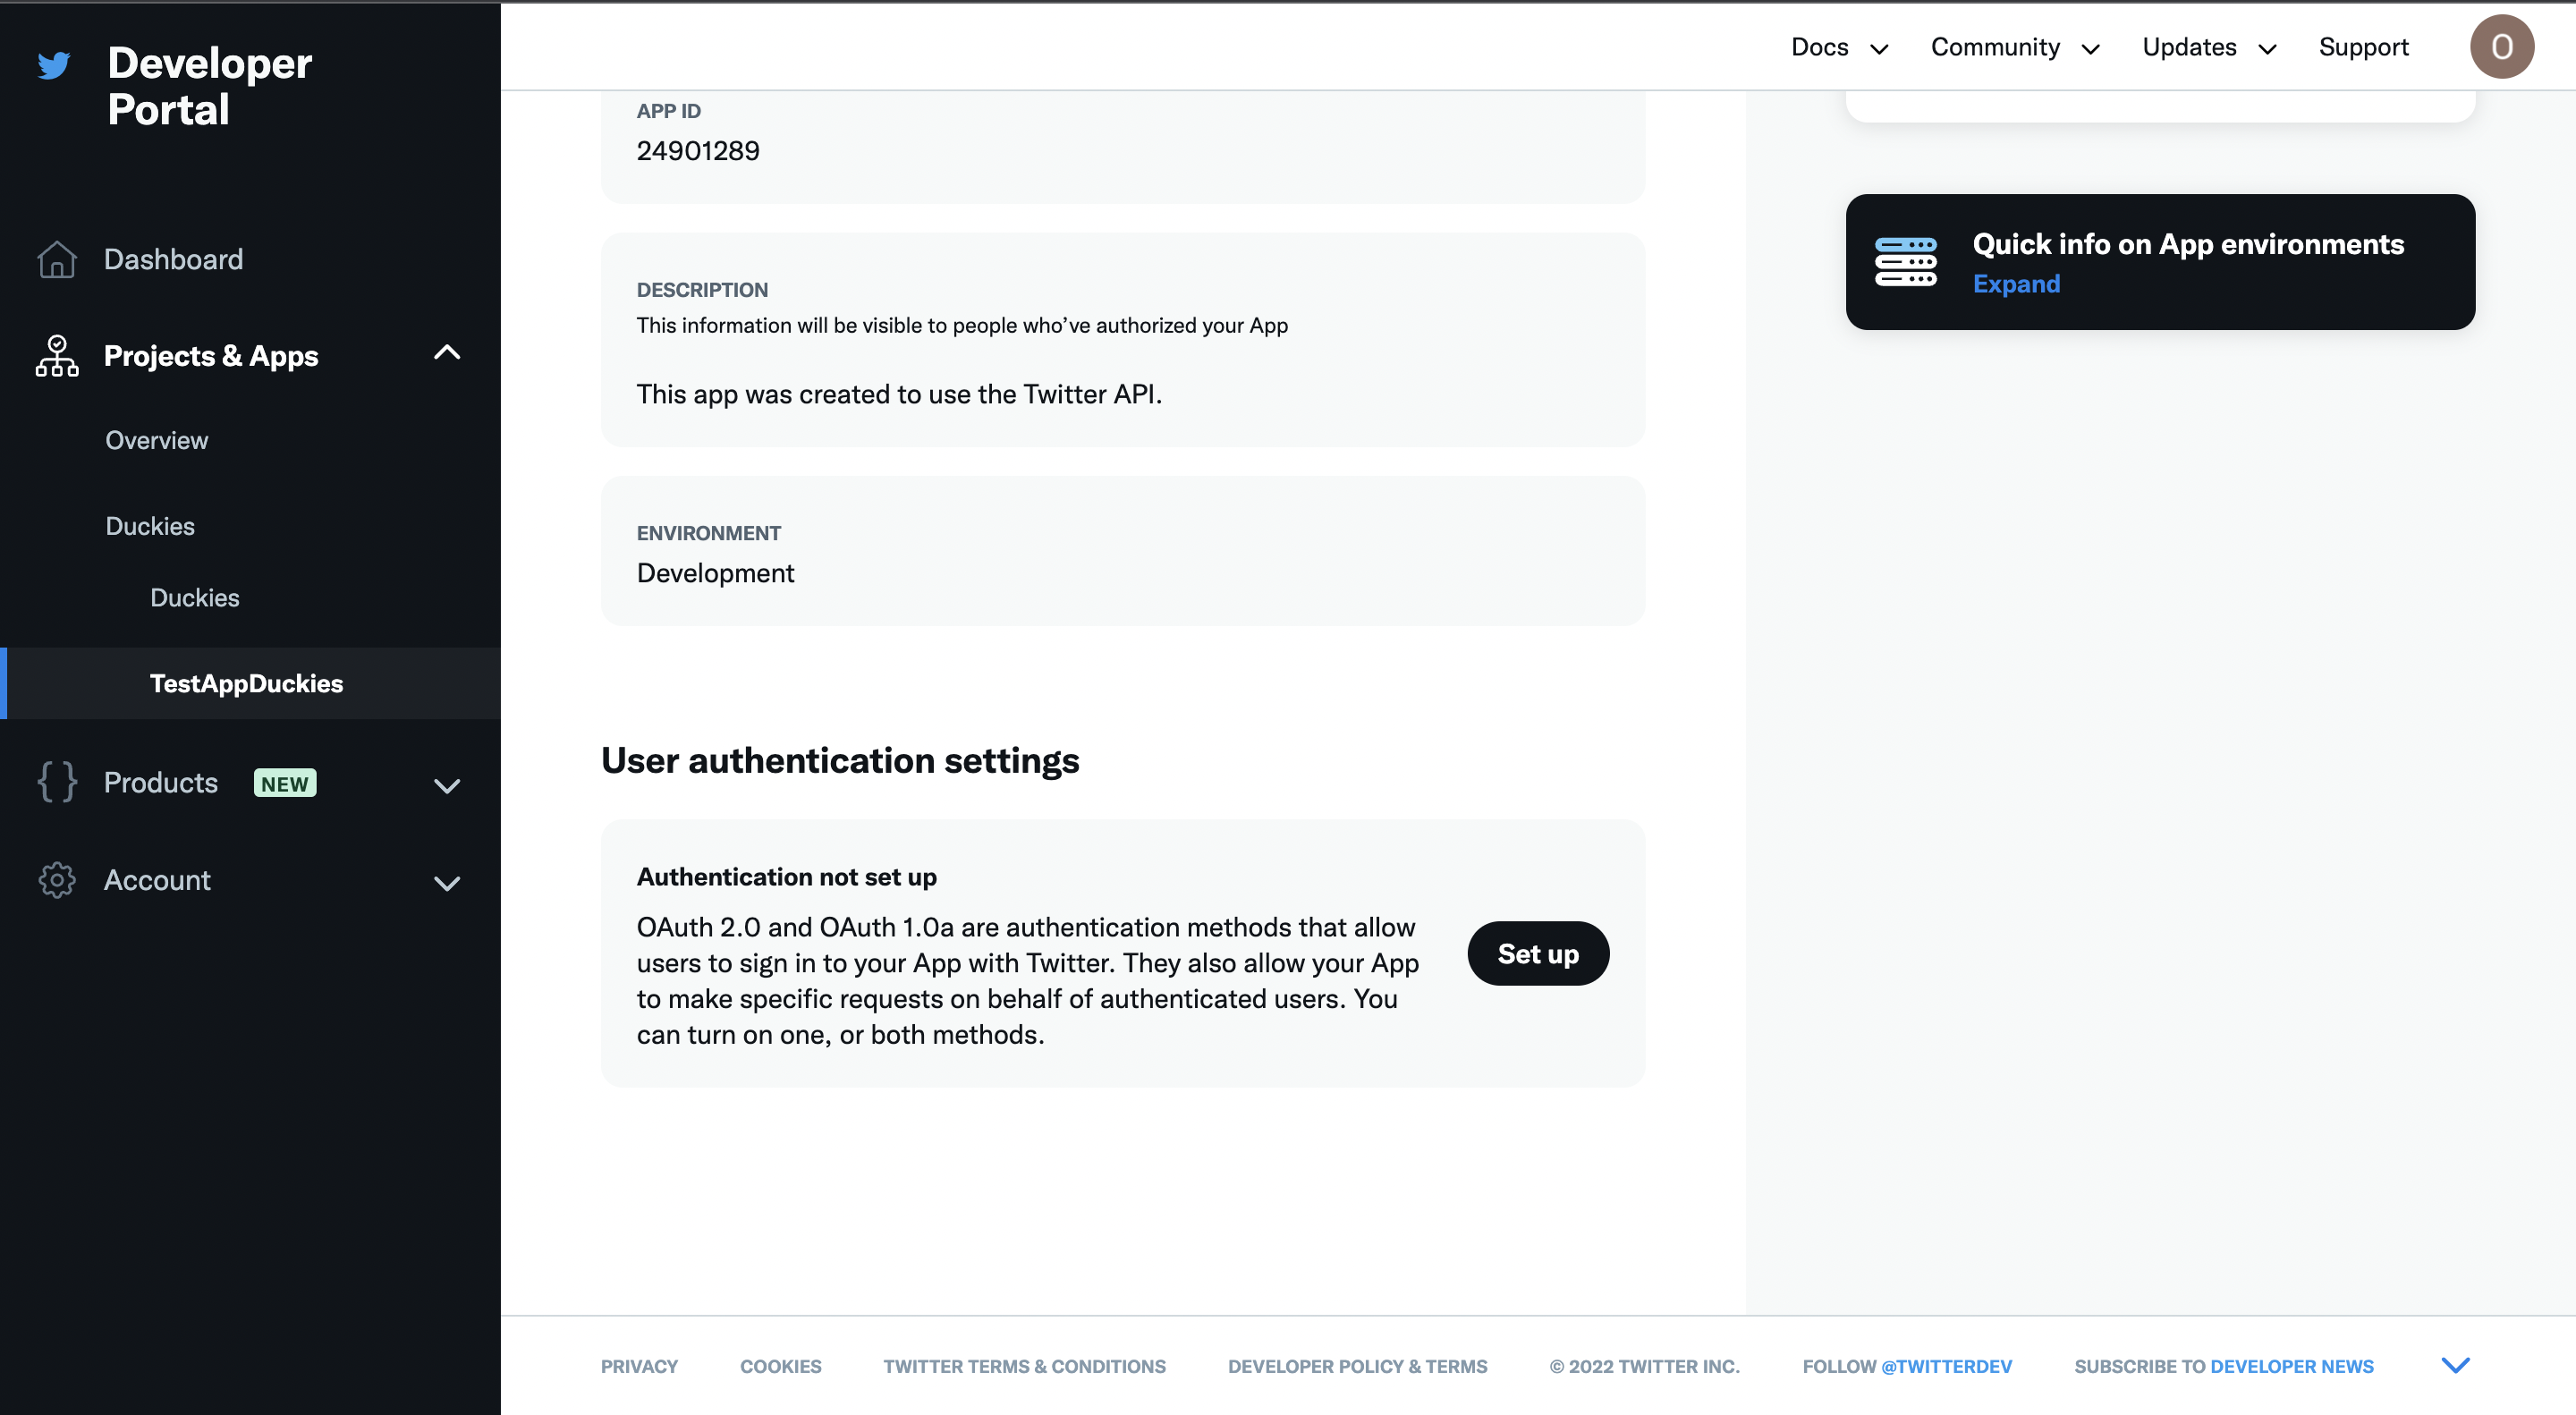 Developer
Portal
Dashboard
Projects & Apps
Overview
Duckies
Duckies
TestAppDuckies
Products NEW
Account
Docs Community Updates Support O
APP ID
24901289
DESCRIPTION
This information will be visible to people who’ve authorized your App
This app was created to use the Twitter API.
ENVIRONMENT
Development
User authentication settings
Authentication not set up
OAuth 2.0 and OAuth 1.0a are authentication methods that allow
users to sign in to your App with Twitter. They also allow your App
to make specific requests on behalf of authenticated users. You
can turn on one, or both methods.
Set up
Quick info on App environments
Expand
PRIVACY COOKIES TWITTER TERMS & CONDITIONS DEVELOPER POLICY & TERMS © 2022 TWITTER INC. FOLLOW @TWITTERDEV SUBSCRIBE TO DEVELOPER NEWS